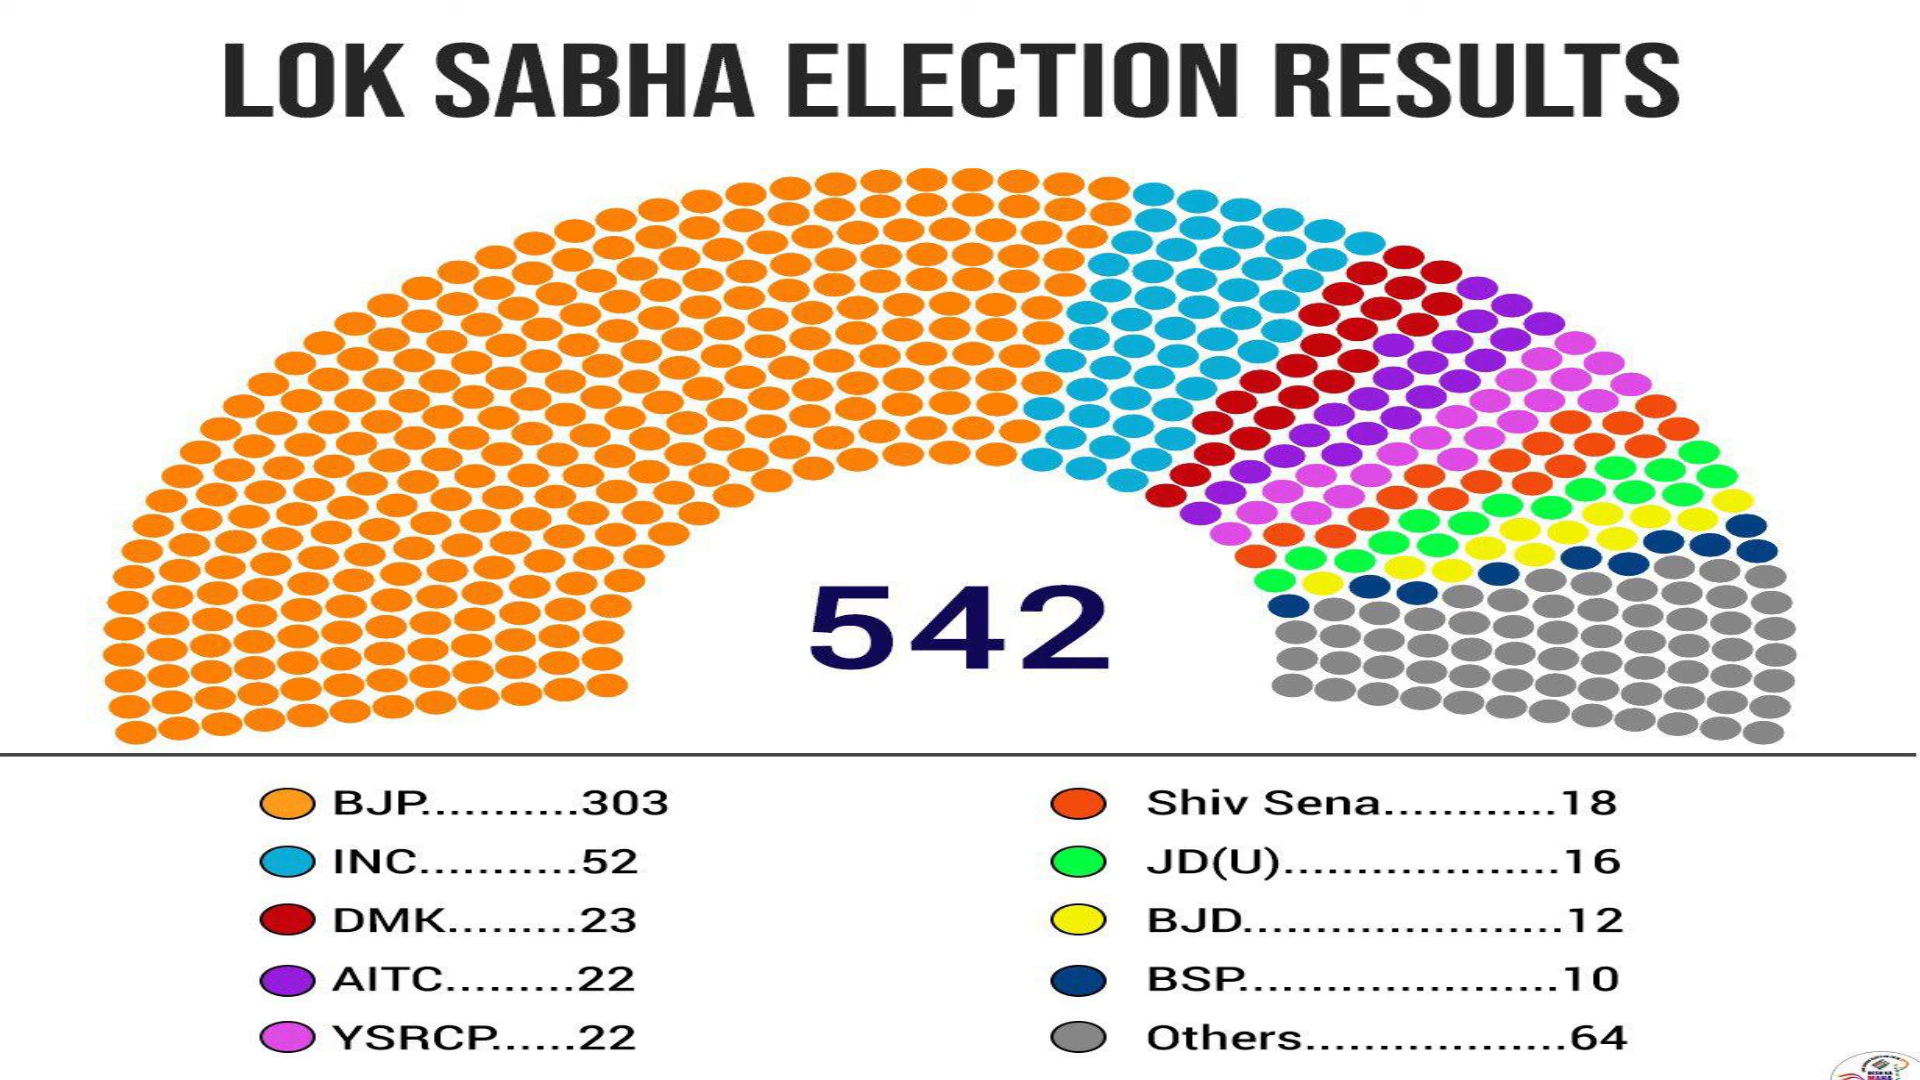 LOK SABHA ELECTION RESULTS
542
BJP...........303
INC...........52
DMK.........23
AITC.........22
YSRCP......22
Shiv Sena............18
JD(U)...................16
BJD......................12
BSP......................10
Others..................64